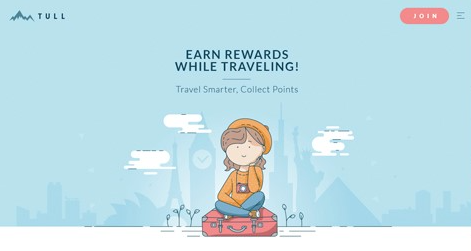 TULL
JOIN
EARN REWARDS
WHILE TRAVELING!
Travel Smarter, Collect Points